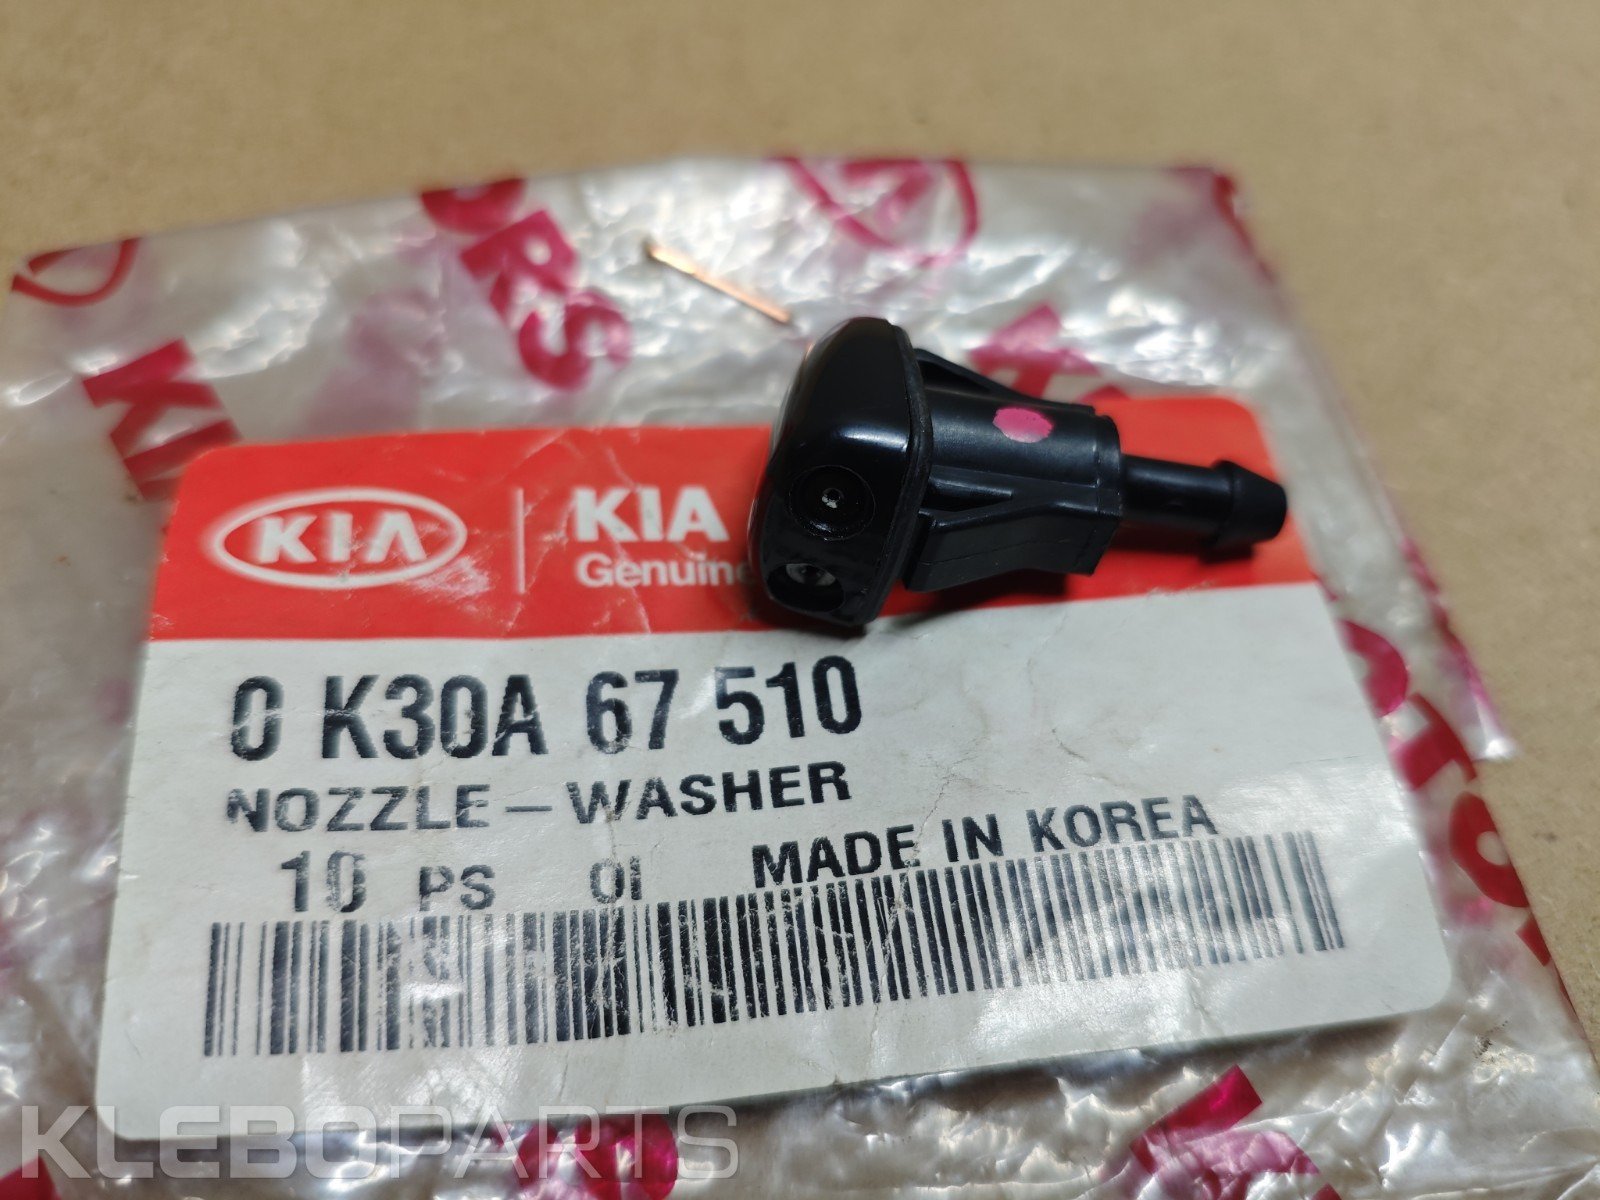 KIA
KIA
Genuine
0 K30A 67 510
NOZZLE-WASHER
10 PS 01 MADE IN KOREA
KLEBOPARTS